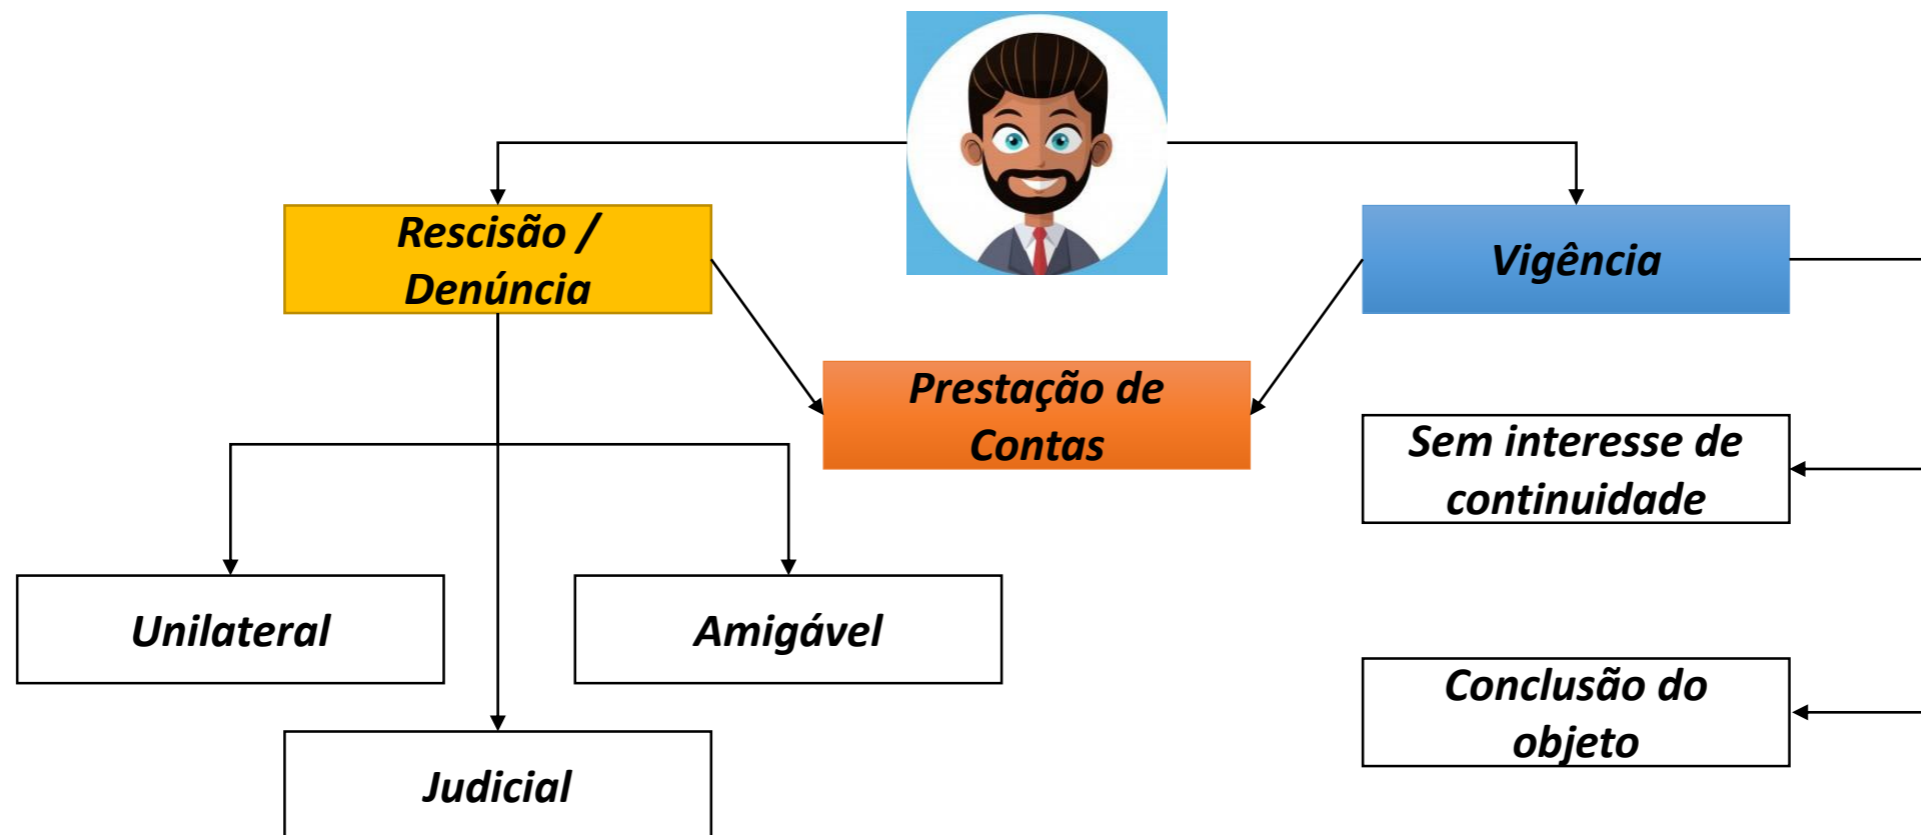 Rescisão /
Denúncia
Vigência
Prestação de
Contas
Sem interesse de
continuidade
Unilateral
Amigável
Conclusão do
objeto
Judicial